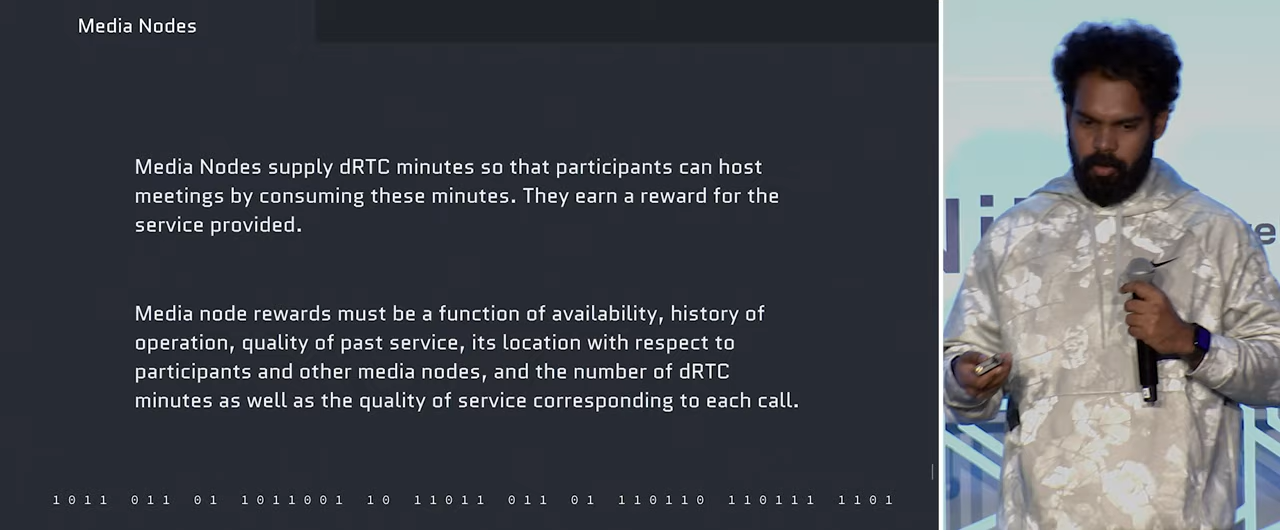 Media Nodes
Media Nodes supply dRTC minutes so that participants can host
meetings by consuming these minutes. They earn a reward for the
service provided.
Media node rewards must be a function of availability, history of
operation, quality of past service, its location with respect to
participants and other media nodes, and the number of dRTC
minutes as well as the quality of service corresponding to each call.
1011 011 01 1011001 10 11011 011 01 110110 110111 1101